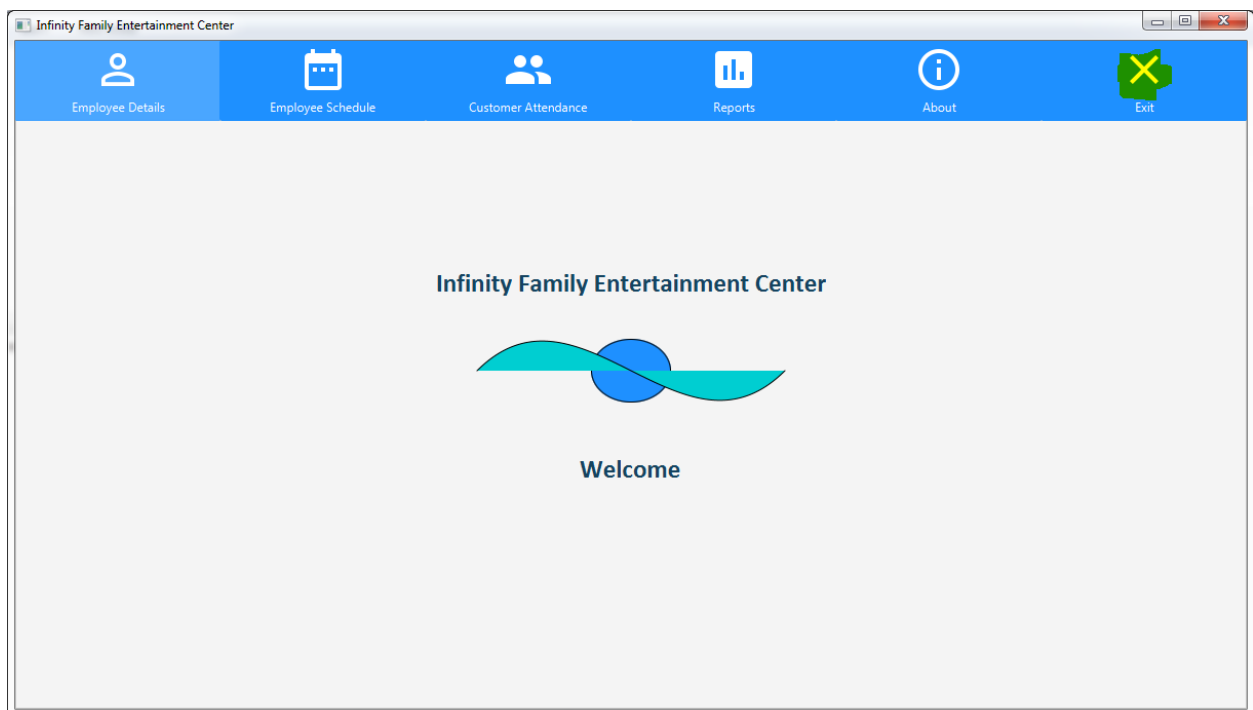 Infinity Family Entertainment Center
Employee Details Employee Schedule Customer Attendance Reports About Exit
Infinity Family Entertainment Center
Welcome